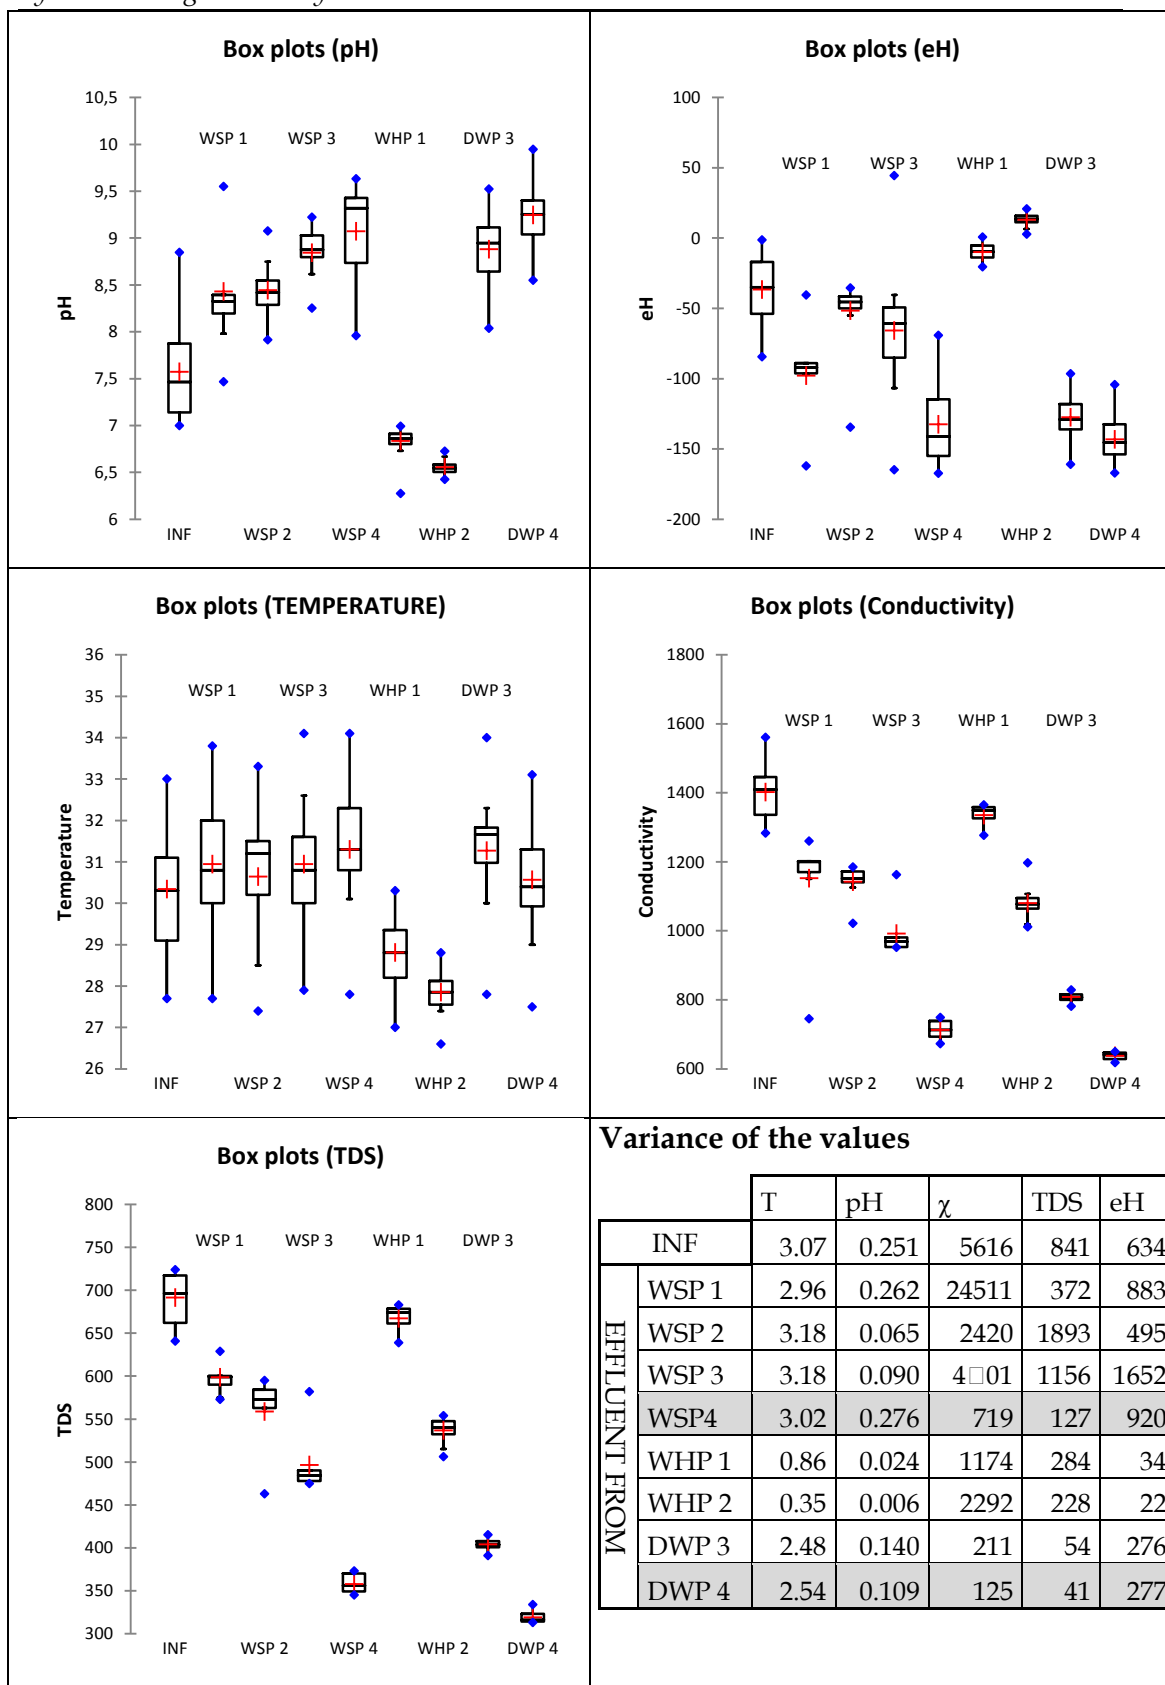 Box plots (pH)
10,5
10
9,5
9
8,5
8
7,5
7
6,5
6
pH
WSP 1
WSP 3
WHP 1
DWP 3
INF
WSP 2
WSP 4
WHP 2
DWP 4
Box plots (eH)
100
50
0
-50
-100
-150
-200
eH
WSP 1
WSP 3
WHP 1
DWP 3
INF
WSP 2
WSP 4
WHP 2
DWP 4
Box plots (TEMPERATURE)
36
35
34
33
32
31
30
29
28
27
26
Temperature
WSP 1
WSP 3
WHP 1
DWP 3
INF
WSP 2
WSP 4
WHP 2
DWP 4
Box plots (Conductivity)
1800
1600
1400
1200
1000
800
600
Conductivity
WSP 1
WSP 3
WHP 1
DWP 3
INF
WSP 2
WSP 4
WHP 2
DWP 4
Box plots (TDS)
800
750
700
650
600
550
500
450
400
350
300
TDS
WSP 1
WSP 3
WHP 1
DWP 3
INF
WSP 2
WSP 4
WHP 2
DWP 4
Variance of the values
T pH χ TDS eH
INF 3.07 0.251 5616 841 634
EFFLUENT FROM
WSP 1 2.96 0.262 24511 372 883
WSP 2 3.18 0.065 2420 1893 495
WSP 3 3.18 0.090 4□01 1156 1652
WSP4 3.02 0.276 719 127 920
WHP 1 0.86 0.024 1174 284 34
WHP 2 0.35 0.006 2292 228 22
DWP 3 2.48 0.140 211 54 276
DWP 4 2.54 0.109 125 41 277